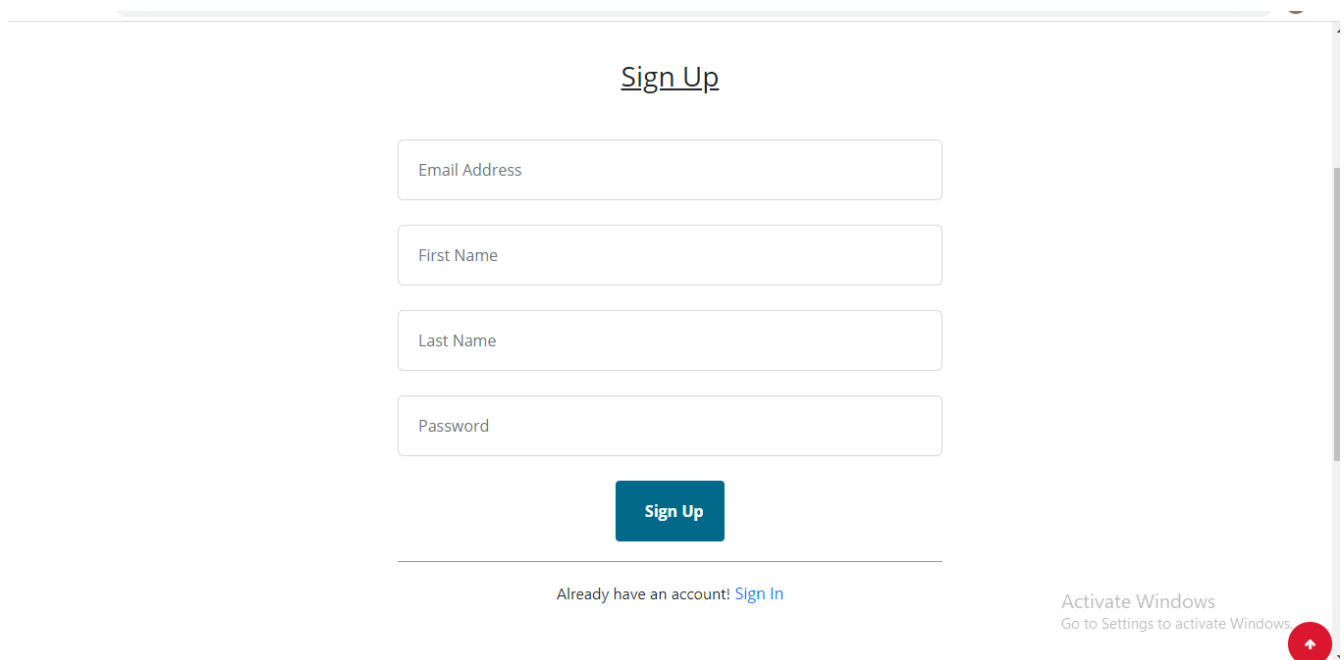 Sign Up
Email Address
First Name
Last Name
Password
Sign Up
Already have an account! Sign In
Activate Windows
Go to Settings to activate Windows.